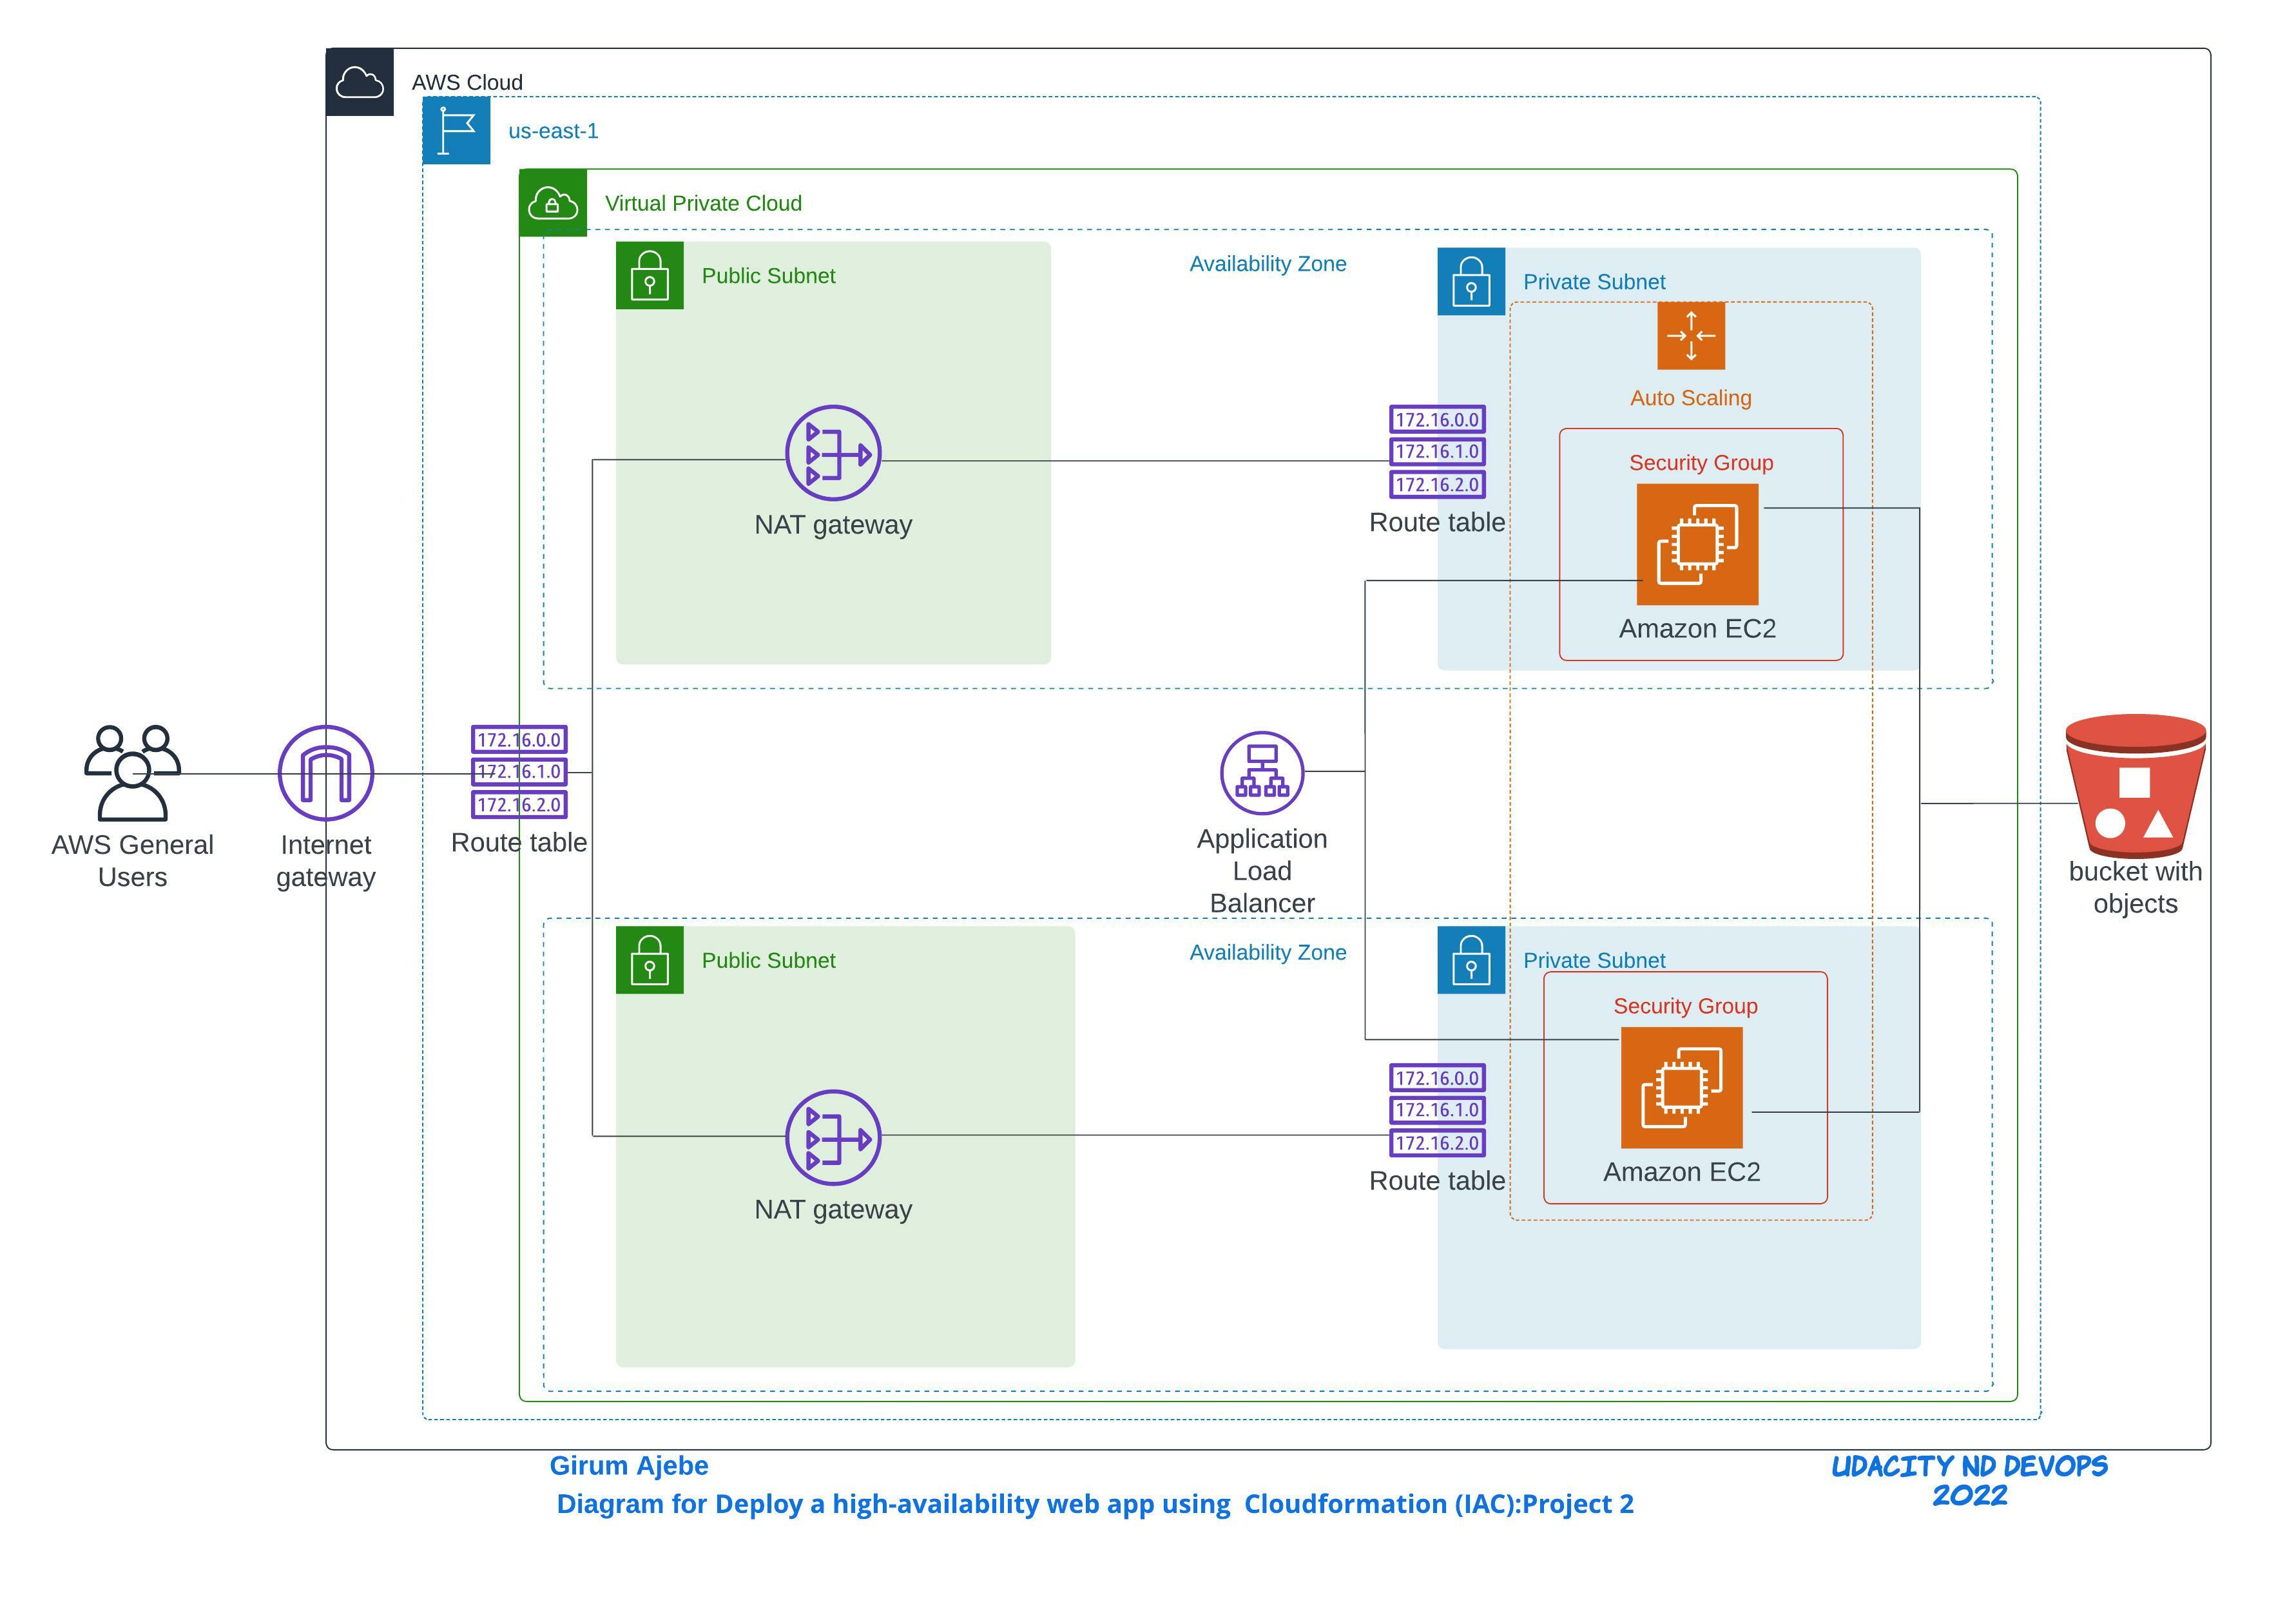 AWS Cloud
us-east-1
Virtual Private Cloud
Public Subnet
Availability Zone
Private Subnet
Auto Scaling
172.16.0.0
172.16.1.0
172.16.2.0
Route table
Security Group
NAT gateway
Amazon EC2
AWS General
Users
Internet
gateway
172.16.0.0
172.16.1.0
172.16.2.0
Route table
Application
Load
Balancer
bucket with
objects
Public Subnet
Availability Zone
Private Subnet
Security Group
172.16.0.0
172.16.1.0
172.16.2.0
Route table
Amazon EC2
NAT gateway
Girum Ajebe
Diagram for Deploy a high-availability web app using  Cloudformation (IAC):Project 2
UDACITY ND DEVOPS
2022